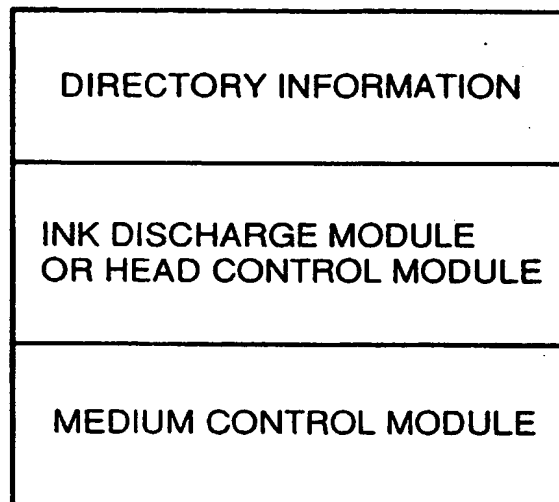 DIRECTORY INFORMATION
INK DISCHARGE MODULE
OR HEAD CONTROL MODULE
MEDIUM CONTROL MODULE